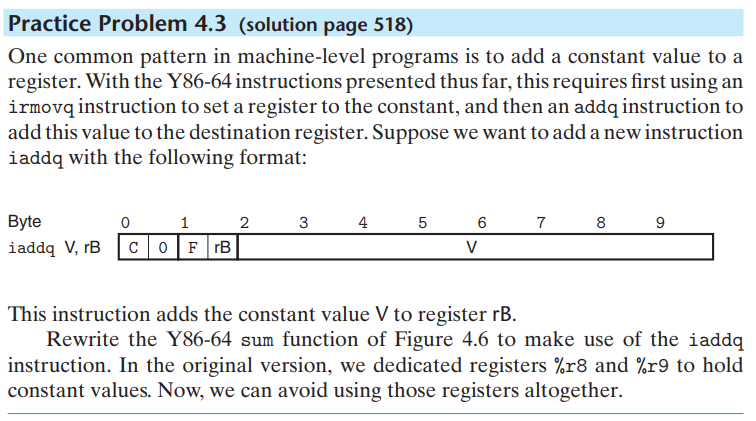 Practice Problem 4.3 (solution page 518)
One common pattern in machine-level programs is to add a constant value to a
register. With the Y86-64 instructions presented thus far, this requires first using an
irmovq instruction to set a register to the constant, and then an addq instruction to
add this value to the destination register. Suppose we want to add a new instruction
iaddq with the following format:
Byte 0 1 2 3 4 5 6 7 8 9
iaddq V, rB C 0 F rB V
This instruction adds the constant value V to register rB.
Rewrite the Y86-64 sum function of Figure 4.6 to make use of the iaddq
instruction. In the original version, we dedicated registers %r8 and %r9 to hold
constant values. Now, we can avoid using those registers altogether.